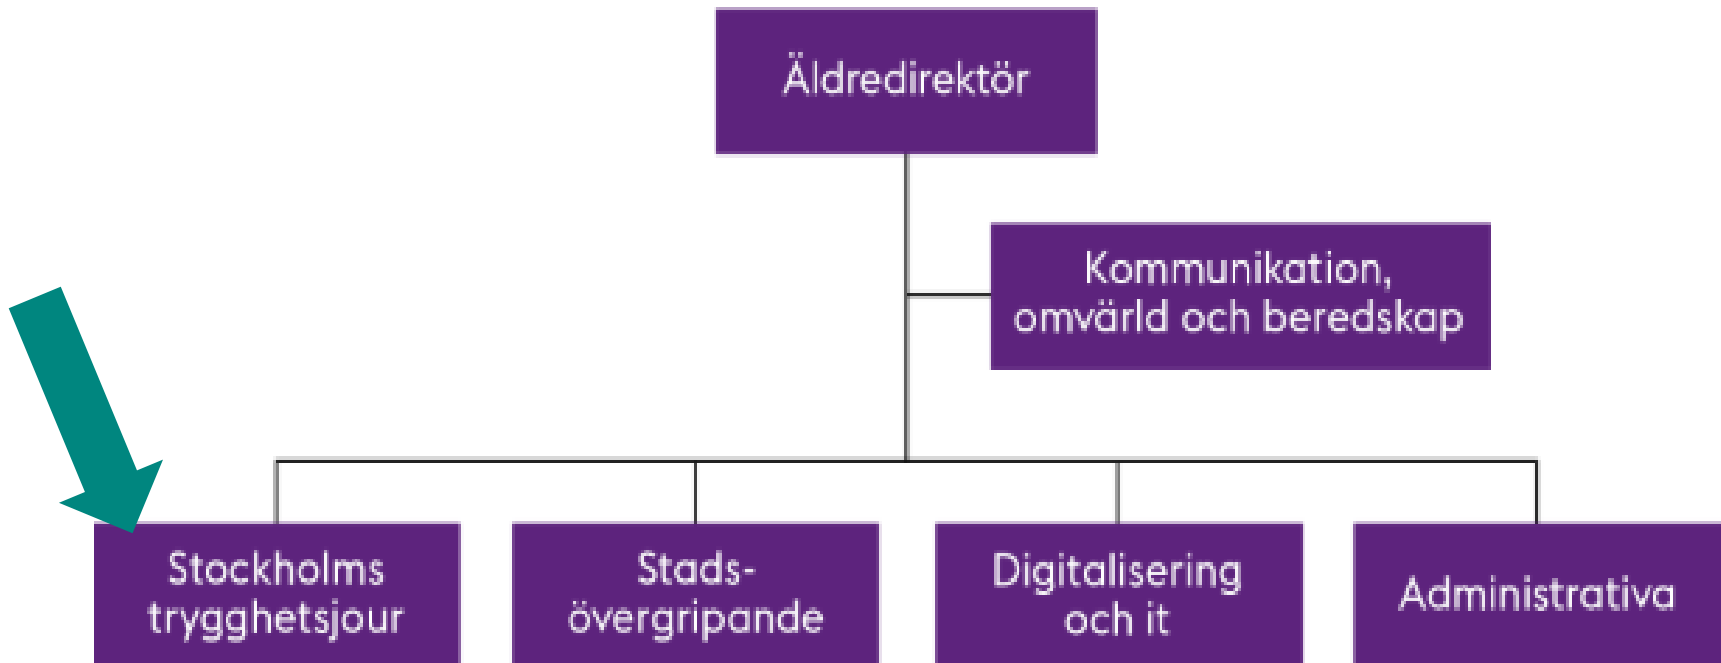 Äldredirektör
Kommunikation,
omvärld och beredskap
Stockholms
trygghetsjour
Stads-
övergripande
Digitalisering
och it
Administrativa